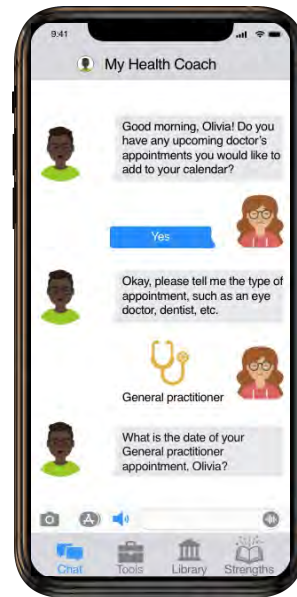 9:41
My Health Coach
Good morning, Olivia! Do you
have any upcoming doctor's
appointments you would like to
add to your calendar?
Yes
Okay, please tell me the type of
appointment, such as an eye
doctor, dentist, etc.
General practitioner
What is the date of your
General practitioner
appointment, Olivia?
Chat
Tools
Library
Strengths